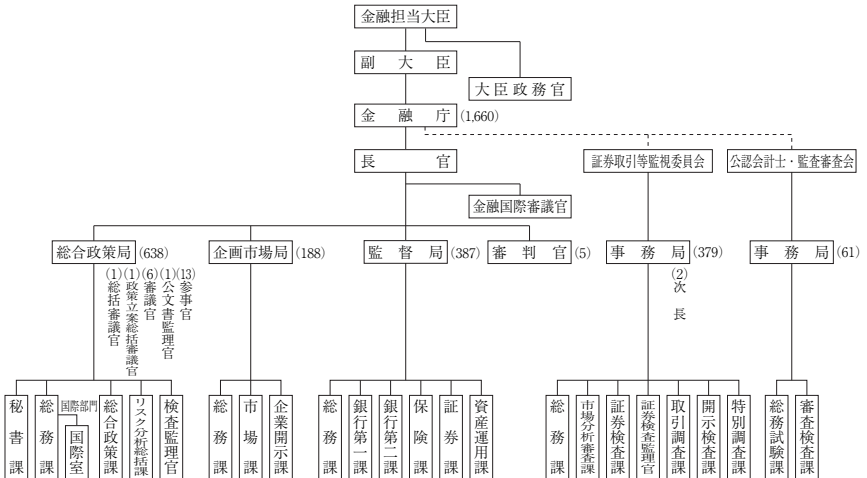 金融担当大臣
副大臣
大臣政務官
金融庁(1,660)
長官
証券取引等監視委員会
公認会計士・監査審査会
金融国際審議官
総合政策局(638)
企画市場局(188)
監督局(387)
審判官(5)
事務局(379)
事務局(61)
(1)総括審議官
(1)政策立案総括審議官
(6)審議官
(1)公文書監理官
(13)参事官
(2)次長
秘書課
総務課
国際部門
国際室
総合政策課
リスク分析総括課
検査監理官
総務課
市場課
企業開示課
総務課
銀行第一課
銀行第二課
保険課
証券課
資産運用課
総務課
市場分析審査課
証券検査課
証券検査監理官
取引調査課
開示検査課
特別調査課
総務試験課
審査検査課